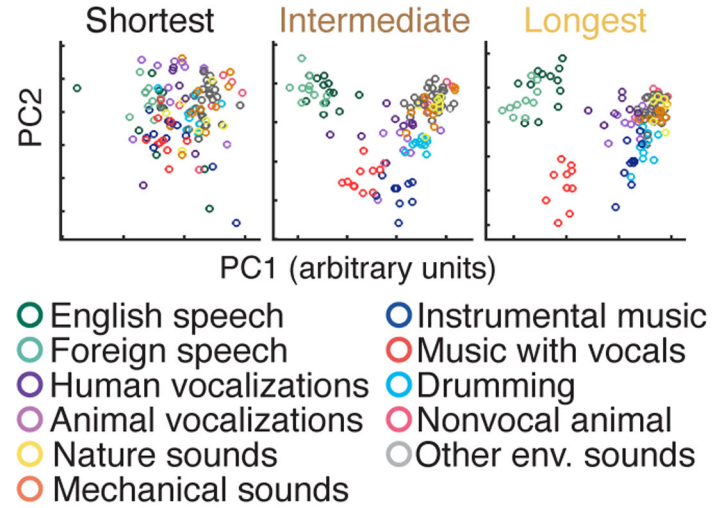 Shortest Intermediate Longest
PC2
PC1 (arbitrary units)
English speech
Foreign speech
Human vocalizations
Animal vocalizations
Nature sounds
Mechanical sounds
Instrumental music
Music with vocals
Drumming
Nonvocal animal
Other env. sounds